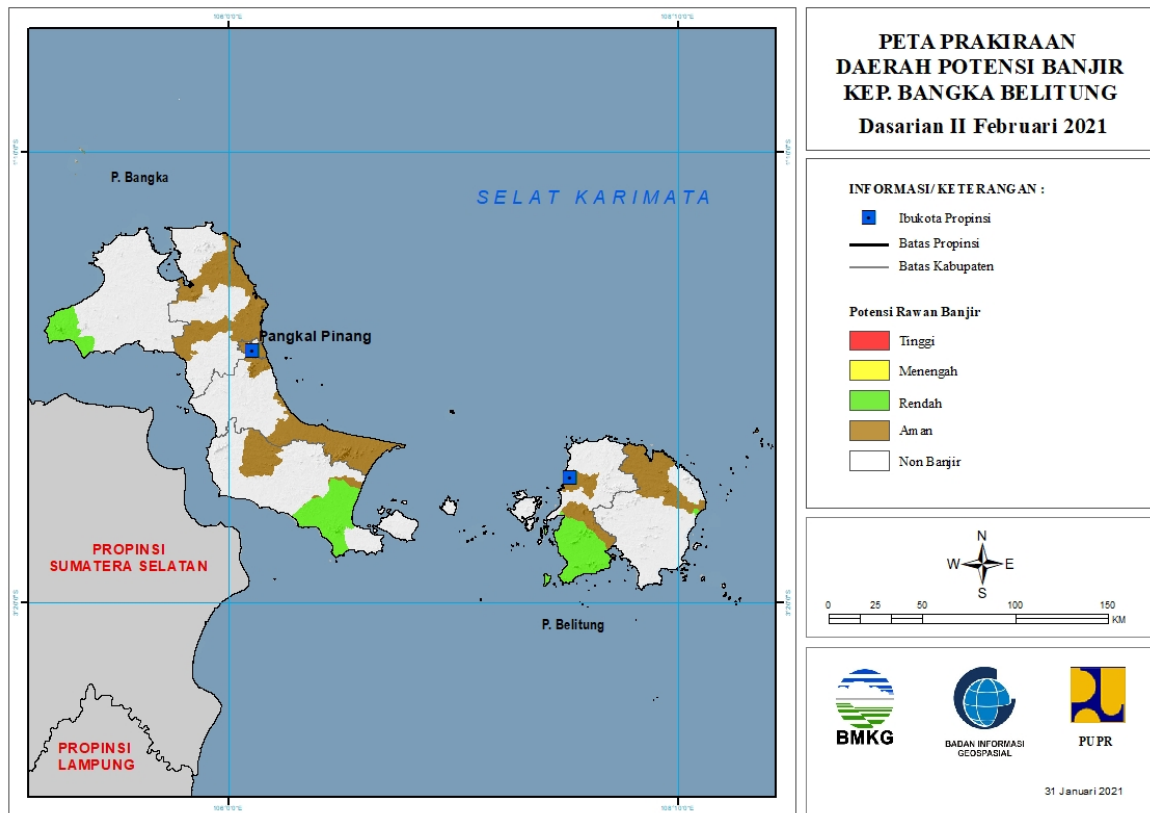 PETA PRAKIRAAN
DAERAH POTENSI BANJIR
KEP. BANGKA BELITUNG
Dasarian II Februari 2021
INFORMASI/ KETERANGAN :
Ibukota Propinsi
Batas Propinsi
Batas Kabupaten
Potensi Rawan Banjir
Tinggi
Menengah
Rendah
Aman
Non Banjir
N
W E
S
0 25 50 100 150
KM
BMKG
BADAN INFORMASI
GEOSPASIAL
PUPR
31 Januari 2021
P. Bangka
SELAT KARIMATA
Pangkal Pinang
PROPINSI
SUMATERA SELATAN
P. Belitung
PROPINSI
LAMPUNG